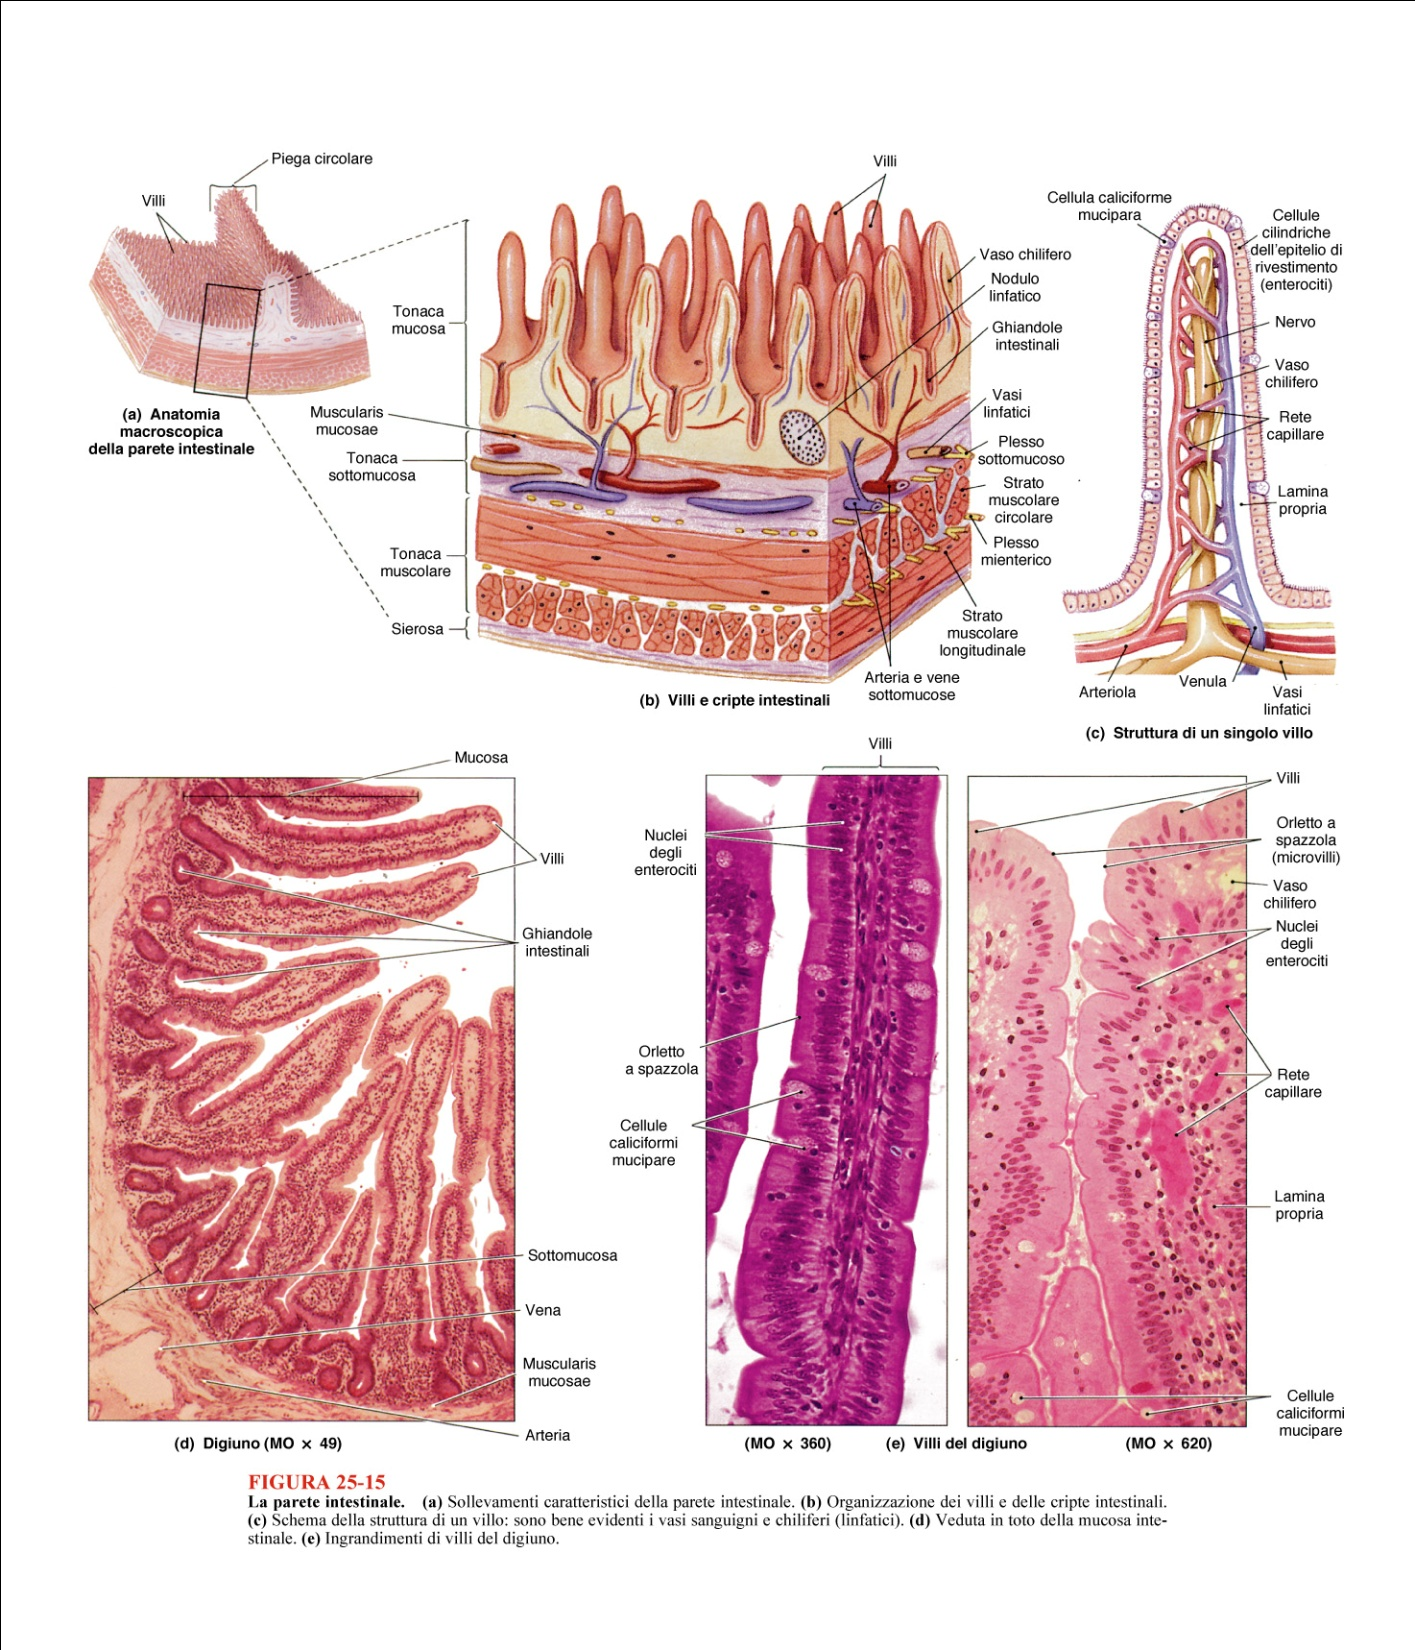 Piega circolare
Villi
(a) Anatomia
macroscopica
della parete intestinale
Villi
Tonaca
mucosa
Muscularis
mucosae
Tonaca
sottomucosa
Tonaca
muscolare
Sierosa
Vaso chilifero
Nodulo
linfatico
Ghiandole
intestinali
Vasi
linfatici
Plesso
sottomucoso
Strato
muscolare
circolare
Plesso
mienterico
Strato
muscolare
longitudinale
Arteria e vene
sottomucose
(b) Villi e cripte intestinali
Cellula caliciforme
mucipara
Cellule
cilindriche
dell'epitelio di
rivestimento
(enterociti)
Nervo
Vaso
chilifero
Rete
capillare
Lamina
propria
Arteriola
Venula
Vasi
linfatici
(c) Struttura di un singolo villo
Mucosa
Villi
Ghiandole
intestinali
Sottomucosa
Vena
Muscularis
mucosae
Arteria
(d) Digiuno (MO × 49)
Villi
Nuclei
degli
enterociti
Orletto
a spazzola
Cellule
caliciformi
mucipare
Villi
Orletto a
spazzola
(microvilli)
Vaso
chilifero
Nuclei
degli
enterociti
Rete
capillare
Lamina
propria
Cellule
caliciformi
mucipare
(MO × 360) (e) Villi del digiuno (MO × 620)
FIGURA 25-15
La parete intestinale. (a) Sollevamenti caratteristici della parete intestinale. (b) Organizzazione dei villi e delle cripte intestinali.
(c) Schema della struttura di un villo: sono bene evidenti i vasi sanguigni e chiliferi (linfatici). (d) Veduta in toto della mucosa inte-
stinale. (e) Ingrandimenti di villi del digiuno.